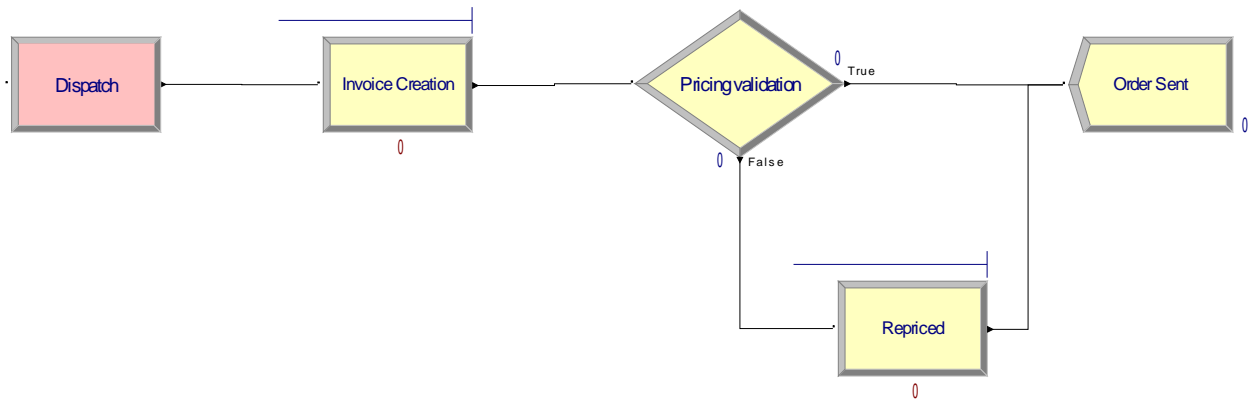 Dispatch
Invoice Creation
0
Pricing validation
0
True
0
False
Order Sent
0
Repriced
0